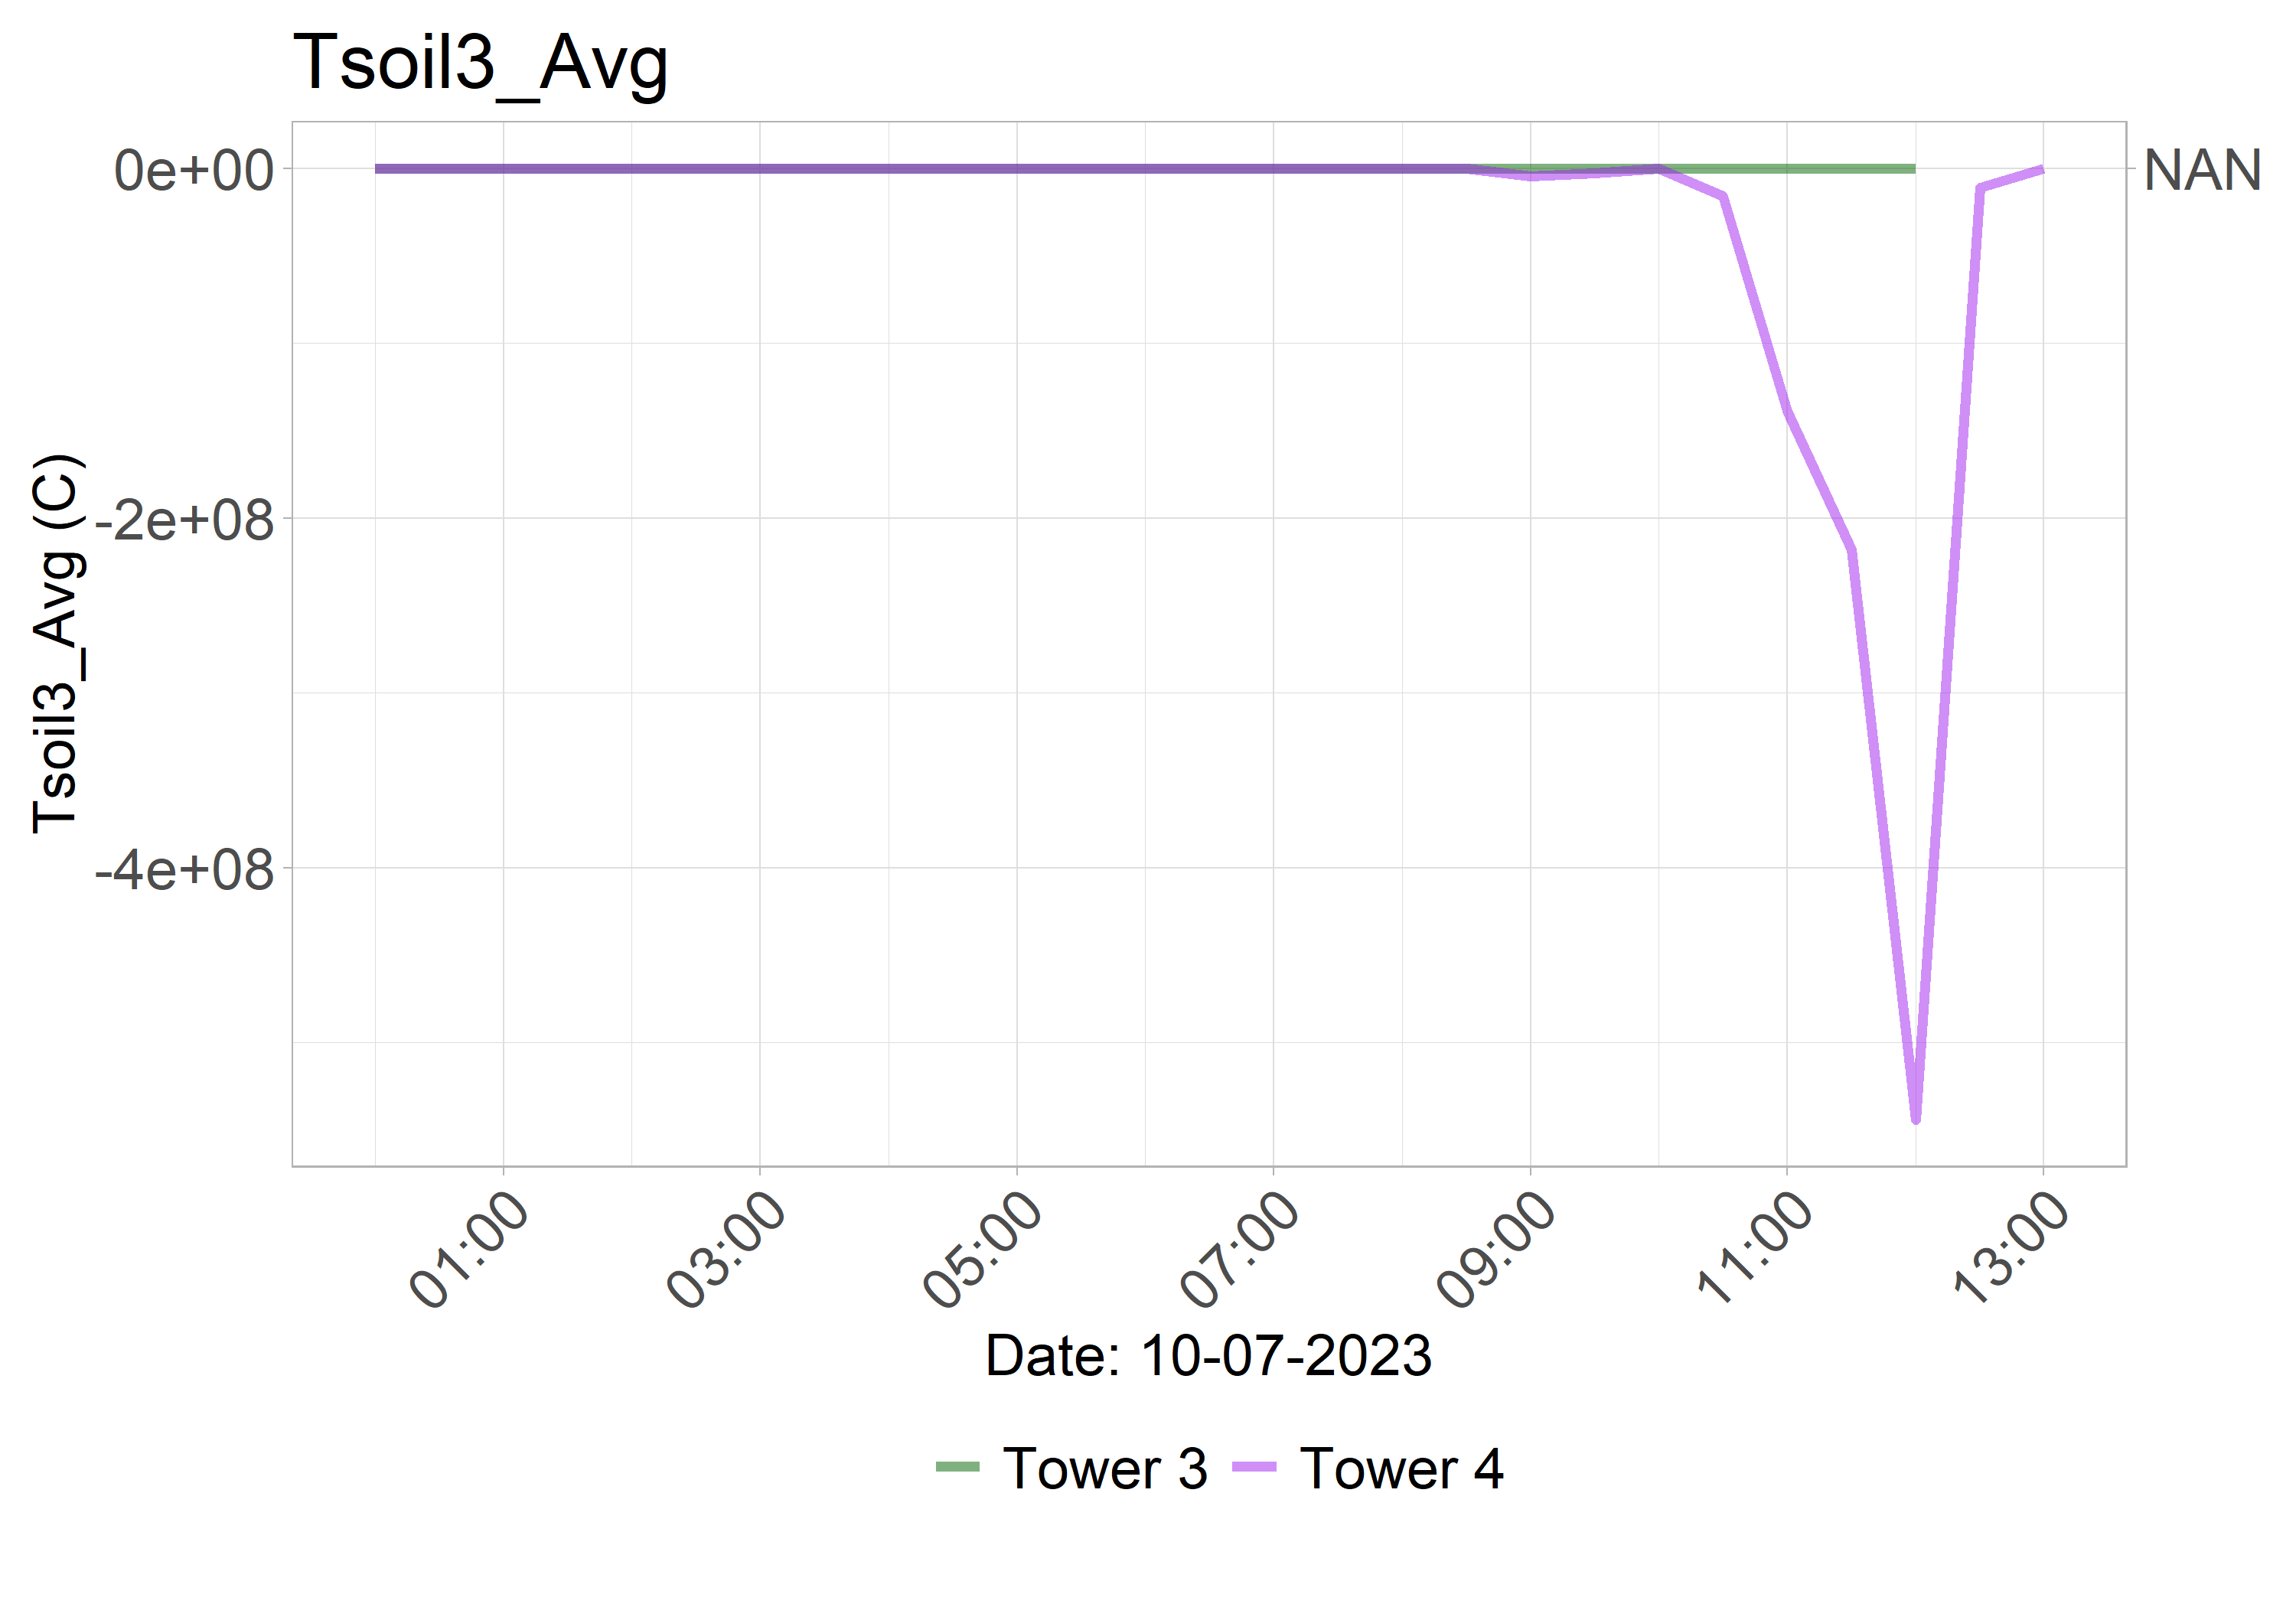 Tsoil3_Avg
0e+00
NAN
-2e+08
-4e+08
Tsoil3_Avg (C)
01:00 03:00 05:00 07:00 09:00 11:00 13:00
Date: 10-07-2023
Tower 3 Tower 4